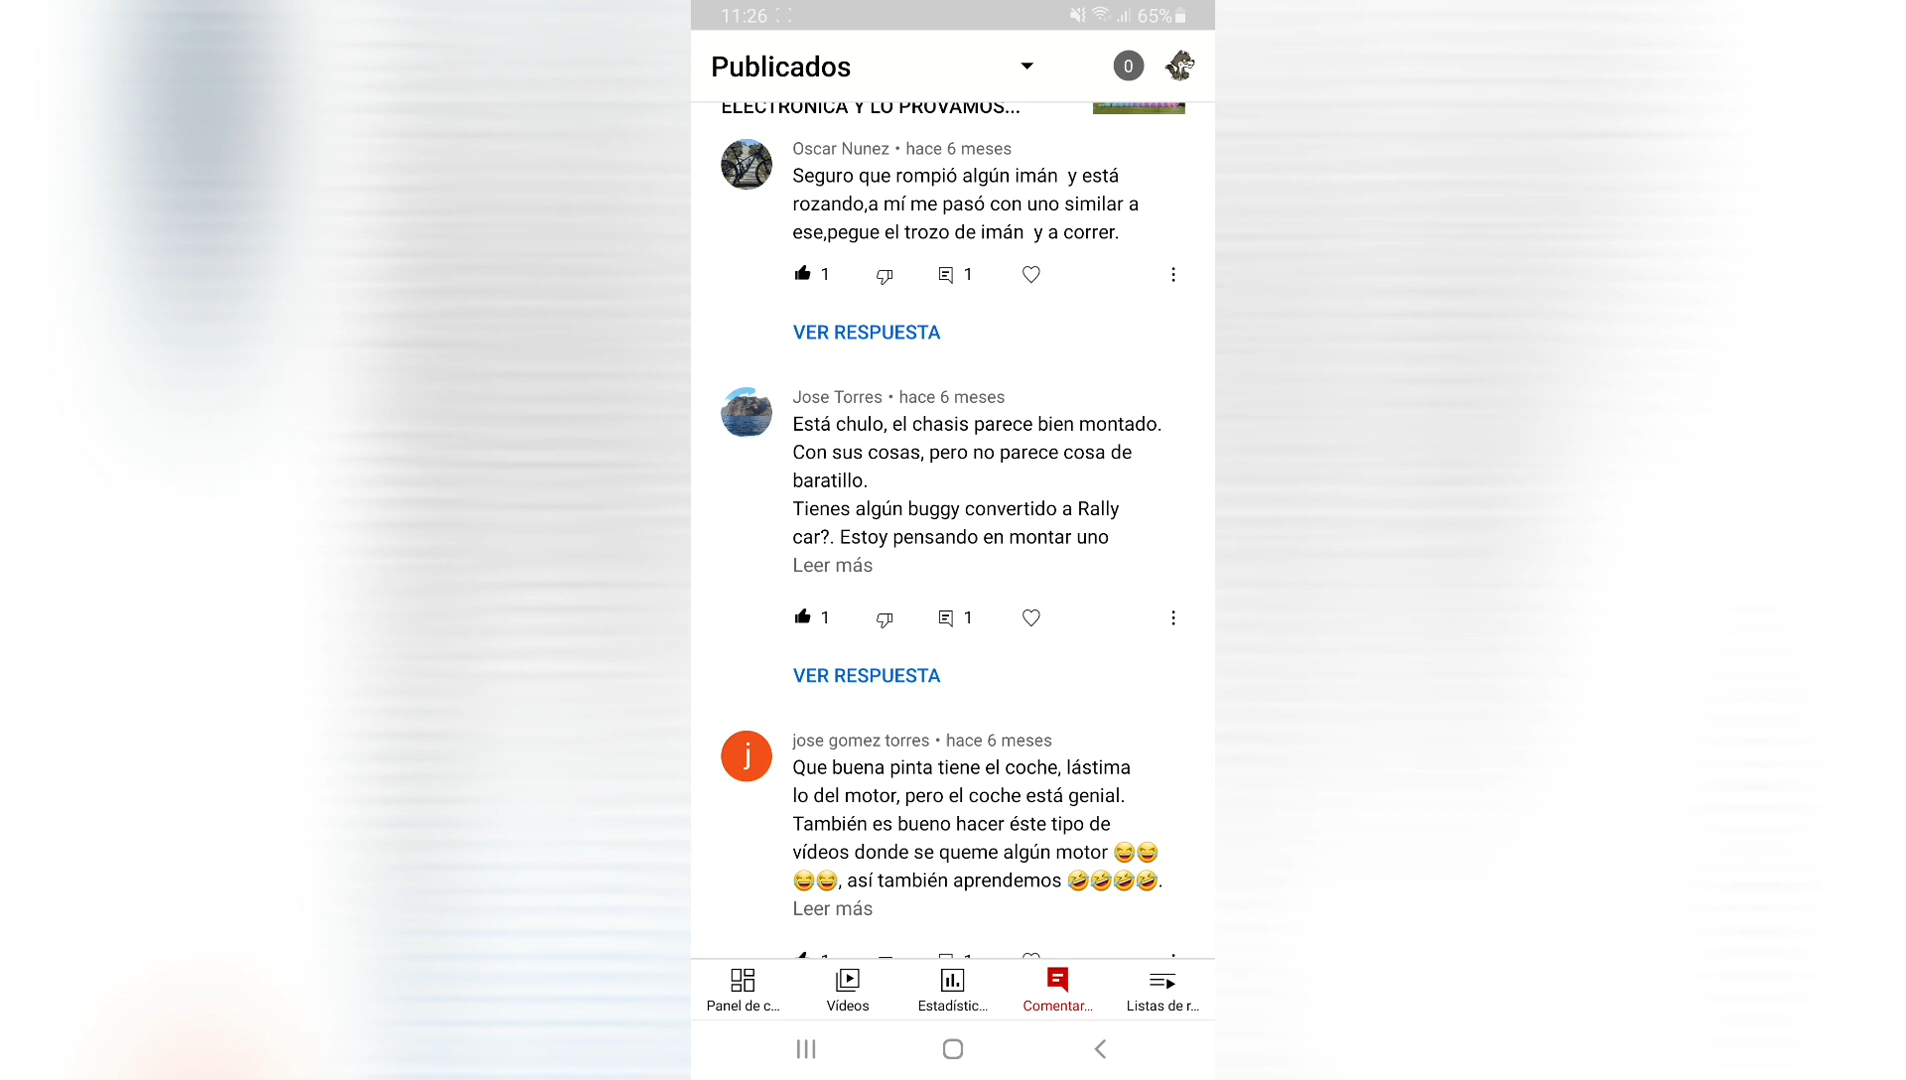 11:26
65%
Publicados
0
ELECTRONICA Y LO PROVAMOS...
Oscar Nunez • hace 6 meses
Seguro que rompió algún imán  y está
rozando,a mí me pasó con uno similar a
ese,pegue el trozo de imán  y a correr.
1
1
VER RESPUESTA
Jose Torres • hace 6 meses
Está chulo, el chasis parece bien montado.
Con sus cosas, pero no parece cosa de
baratillo.
Tienes algún buggy convertido a Rally
car?. Estoy pensando en montar uno
Leer más
1
1
VER RESPUESTA
j
jose gomez torres • hace 6 meses
Que buena pinta tiene el coche, lástima
lo del motor, pero el coche está genial.
También es bueno hacer éste tipo de
vídeos donde se queme algún motor 😂😂
😂😂, así también aprendemos 🤣🤣🤣🤣.
Leer más
Panel de c...
Vídeos
Estadístic...
Comentar...
Listas de r...